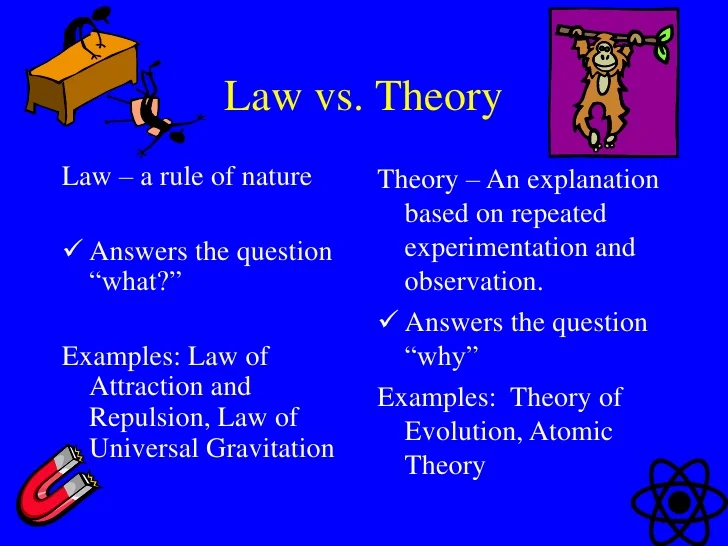 Law vs. Theory
Law – a rule of nature
✓ Answers the question
“what?”
Examples: Law of
Attraction and
Repulsion, Law of
Universal Gravitation
Theory – An explanation
based on repeated
experimentation and
observation.
✓ Answers the question
“why”
Examples:  Theory of
Evolution, Atomic
Theory